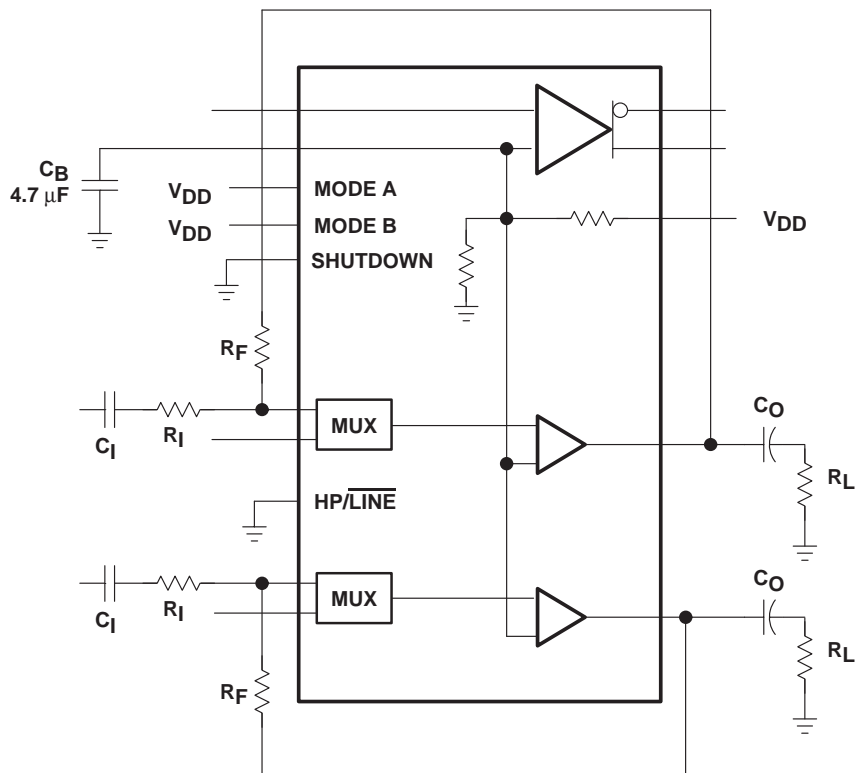 CB
4.7 μF
VDD
MODE A
VDD
MODE B
VDD
SHUTDOWN
RF
MUX
CO
CI
RI
RL
HP/LINE
CO
MUX
CI
RI
RL
RF